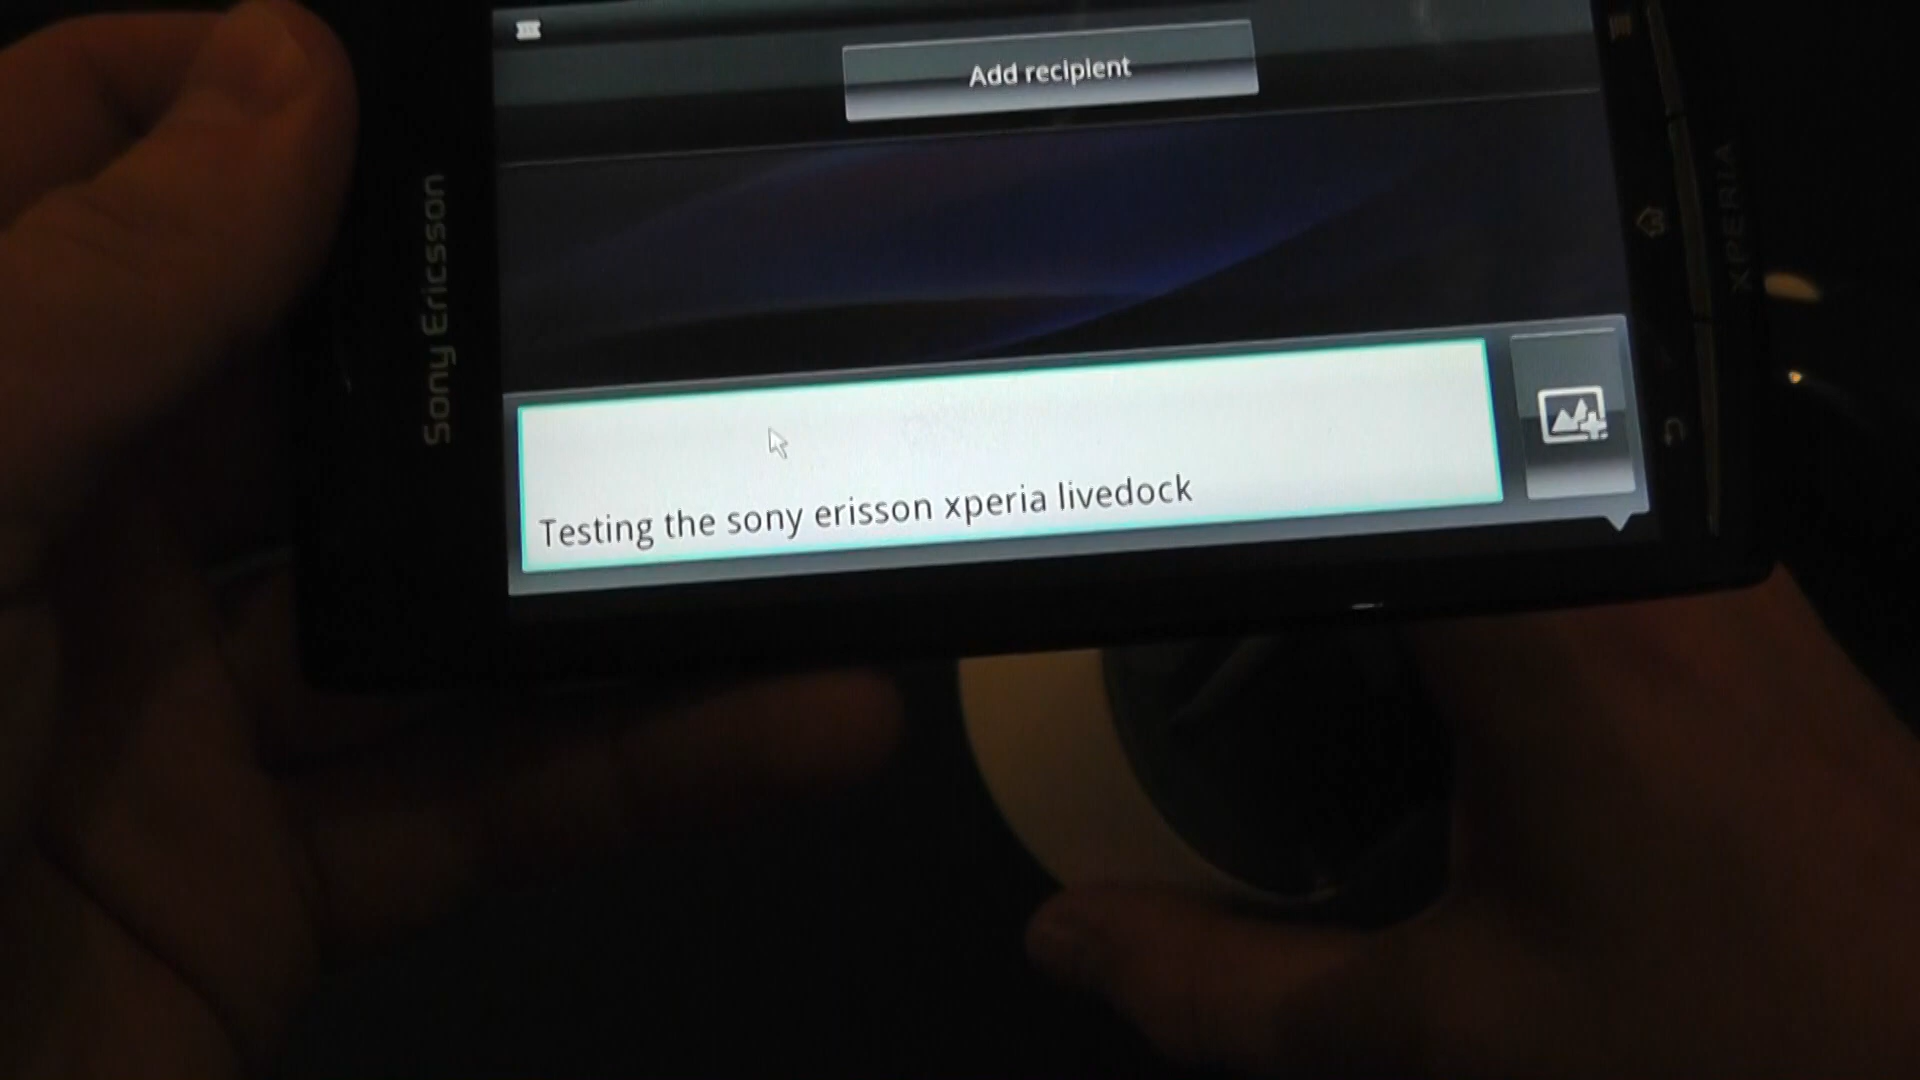 Add recipient
Sony Ericsson
XPERIA
Testing the sony erisson xperia livedock